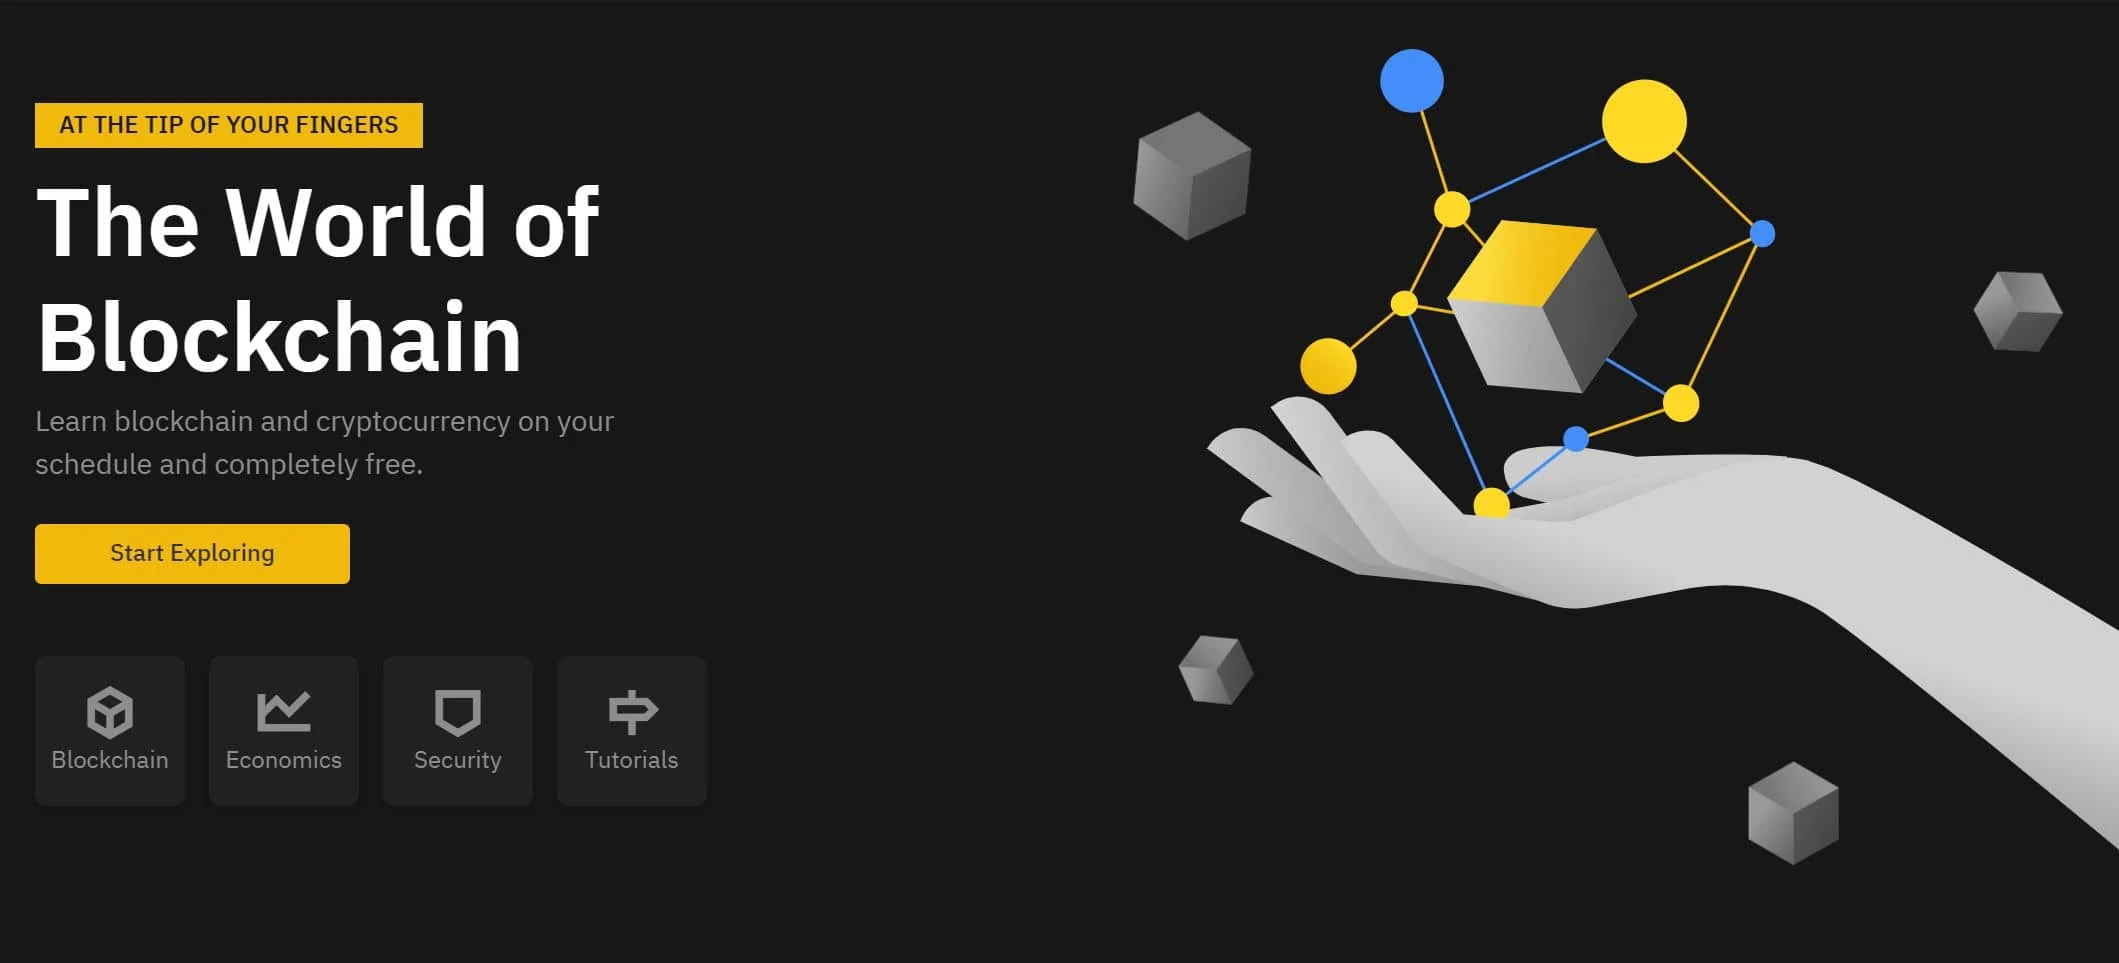 AT THE TIP OF YOUR FINGERS
The World of
Blockchain
Learn blockchain and cryptocurrency on your
schedule and completely free.
Start Exploring
Blockchain
Economics
Security
Tutorials